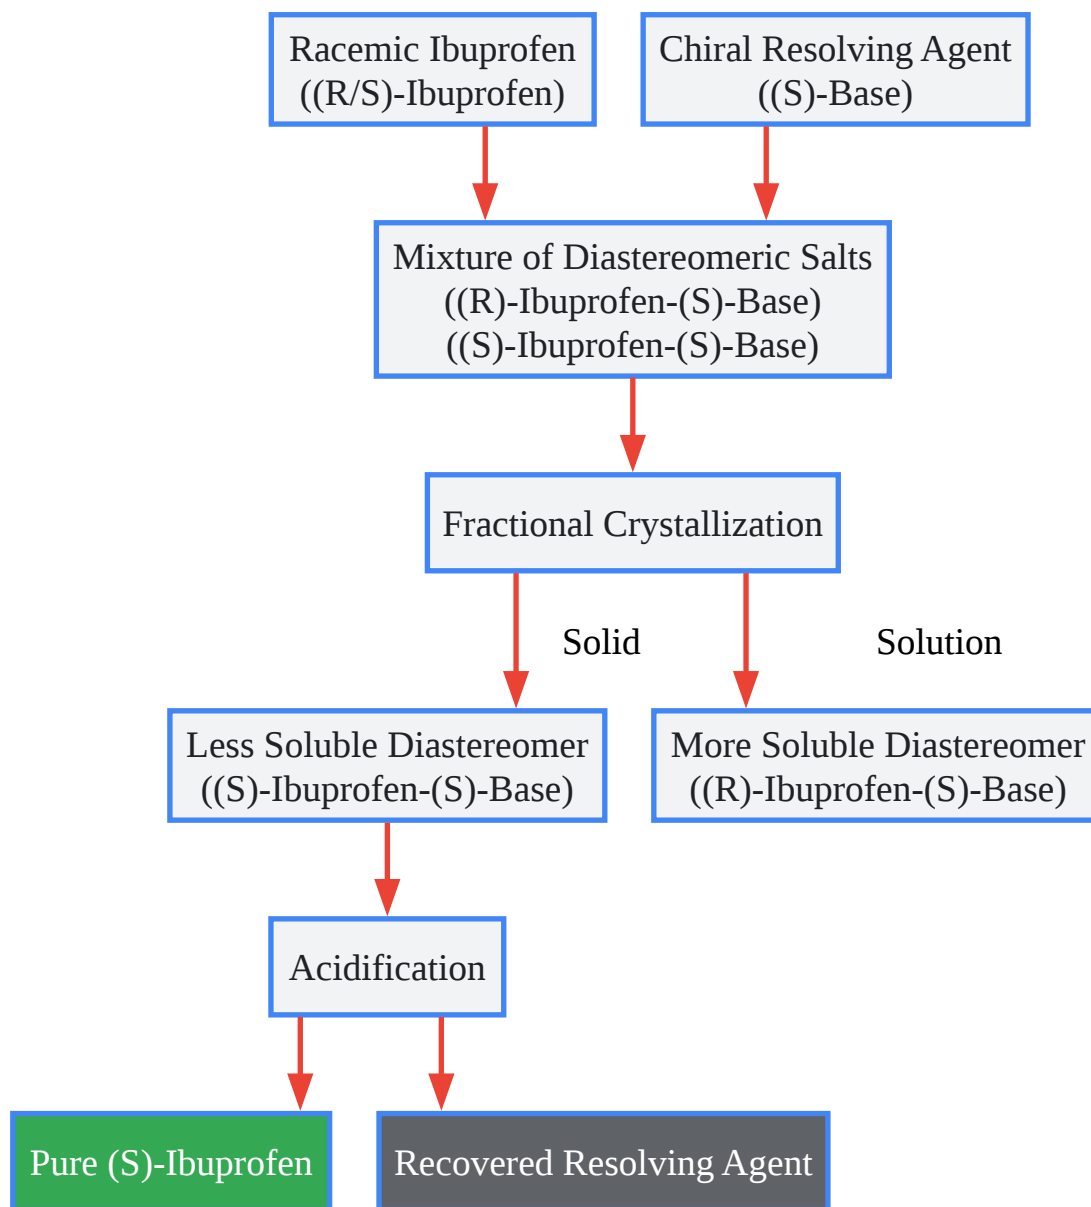 Racemic Ibuprofen
((R/S)-Ibuprofen)
Chiral Resolving Agent
((S)-Base)
Mixture of Diastereomeric Salts
((R)-Ibuprofen-(S)-Base)
((S)-Ibuprofen-(S)-Base)
Fractional Crystallization
Solid
Solution
Less Soluble Diastereomer
((S)-Ibuprofen-(S)-Base)
More Soluble Diastereomer
((R)-Ibuprofen-(S)-Base)
Acidification
Pure (S)-Ibuprofen
Recovered Resolving Agent